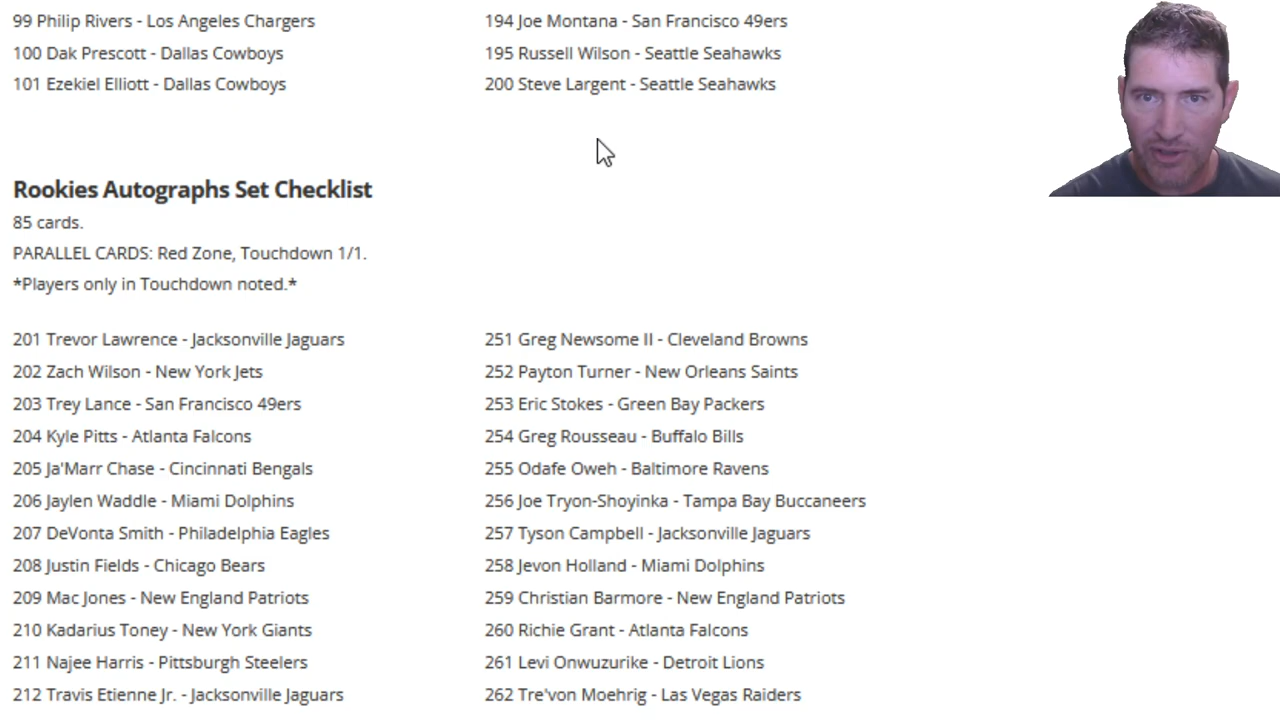 99 Philip Rivers - Los Angeles Chargers
100 Dak Prescott - Dallas Cowboys
101 Ezekiel Elliott - Dallas Cowboys
194 Joe Montana - San Francisco 49ers
195 Russell Wilson - Seattle Seahawks
200 Steve Largent - Seattle Seahawks
Rookies Autographs Set Checklist
85 cards.
PARALLEL CARDS: Red Zone, Touchdown 1/1.
*Players only in Touchdown noted.*
201 Trevor Lawrence - Jacksonville Jaguars
202 Zach Wilson - New York Jets
203 Trey Lance - San Francisco 49ers
204 Kyle Pitts - Atlanta Falcons
205 Ja'Marr Chase - Cincinnati Bengals
206 Jaylen Waddle - Miami Dolphins
207 DeVonta Smith - Philadelphia Eagles
208 Justin Fields - Chicago Bears
209 Mac Jones - New England Patriots
210 Kadarius Toney - New York Giants
211 Najee Harris - Pittsburgh Steelers
212 Travis Etienne Jr. - Jacksonville Jaguars
251 Greg Newsome II - Cleveland Browns
252 Payton Turner - New Orleans Saints
253 Eric Stokes - Green Bay Packers
254 Greg Rousseau - Buffalo Bills
255 Odafe Oweh - Baltimore Ravens
256 Joe Tryon-Shoyinka - Tampa Bay Buccaneers
257 Tyson Campbell - Jacksonville Jaguars
258 Jevon Holland - Miami Dolphins
259 Christian Barmore - New England Patriots
260 Richie Grant - Atlanta Falcons
261 Levi Onwuzurike - Detroit Lions
262 Tre'von Moehrig - Las Vegas Raiders